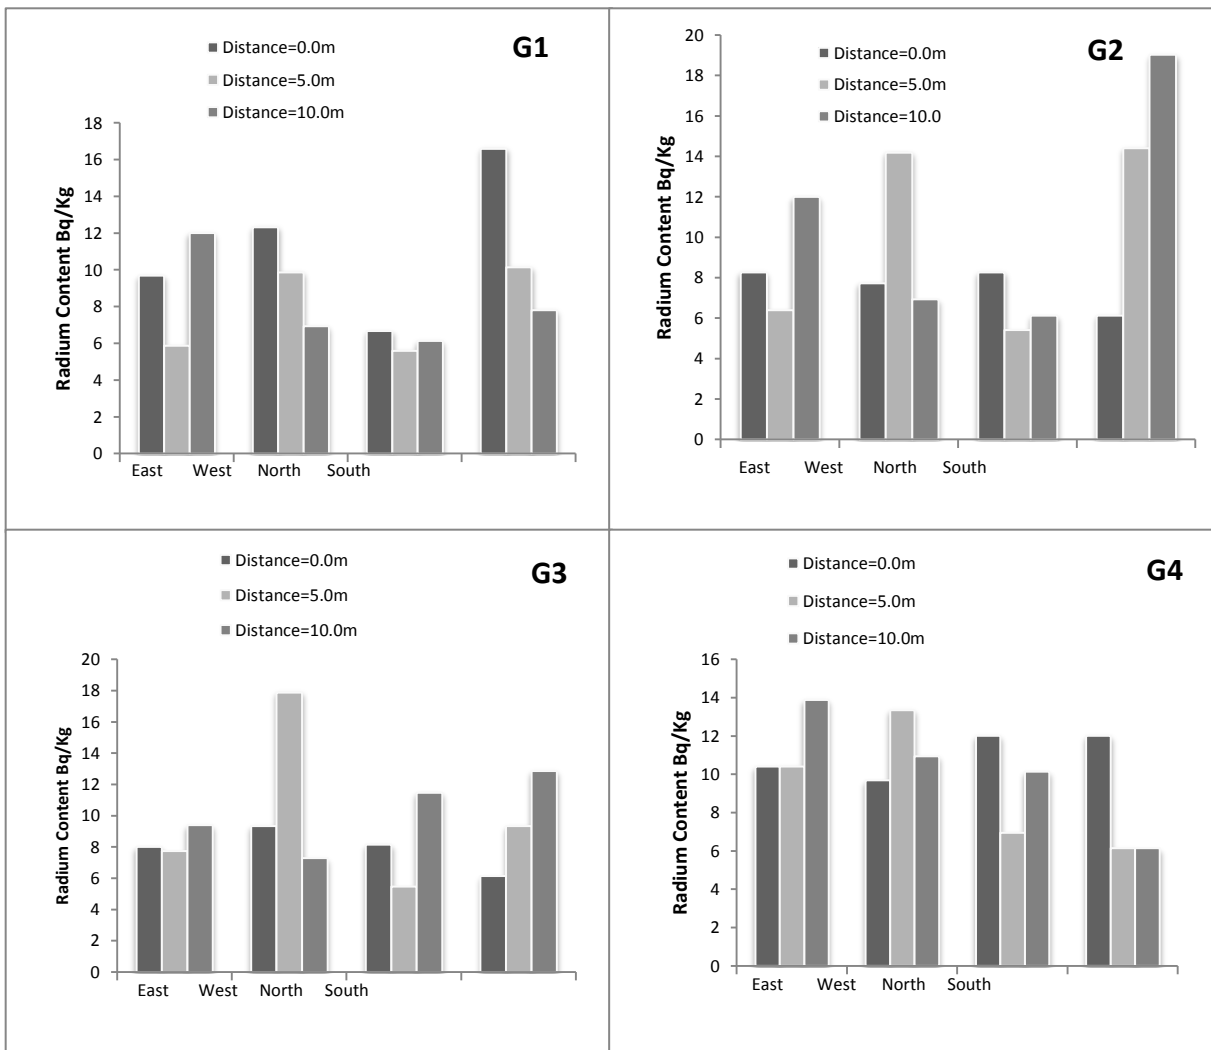 G1
Distance=0.0m
Distance=5.0m
Distance=10.0m
Radium Content Bq/Kg
18
16
14
12
10
8
6
4
2
0
East West North South
G2
Distance=0.0m
Distance=5.0m
Distance=10.0
Radium Content Bq/Kg
20
18
16
14
12
10
8
6
4
2
0
East West North South
G3
Distance=0.0m
Distance=5.0m
Distance=10.0m
Radium Content Bq/Kg
20
18
16
14
12
10
8
6
4
2
0
East West North South
G4
Distance=0.0m
Distance=5.0m
Distance=10.0m
Radium Content Bq/Kg
16
14
12
10
8
6
4
2
0
East West North South